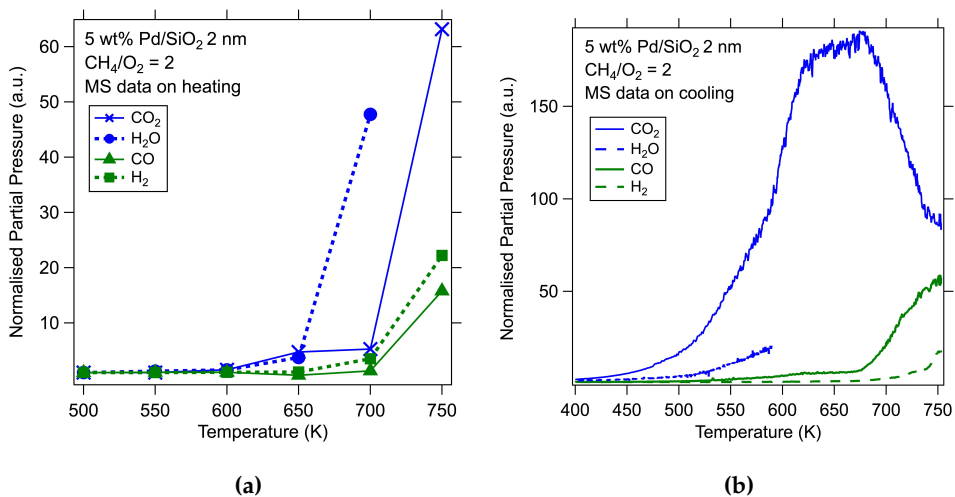 5 wt% Pd/SiO₂ 2 nm
CH₄/O₂ = 2
MS data on heating
CO₂
H₂O
CO
H₂
Normalised Partial Pressure (a.u.)
60
50
40
30
20
10
500 550 600 650 700 750
Temperature (K)
(a)
5 wt% Pd/SiO₂ 2 nm
CH₄/O₂ = 2
MS data on cooling
CO₂
H₂O
CO
H₂
Normalised Partial Pressure (a.u.)
150
100
50
400 450 500 550 600 650 700 750
Temperature (K)
(b)